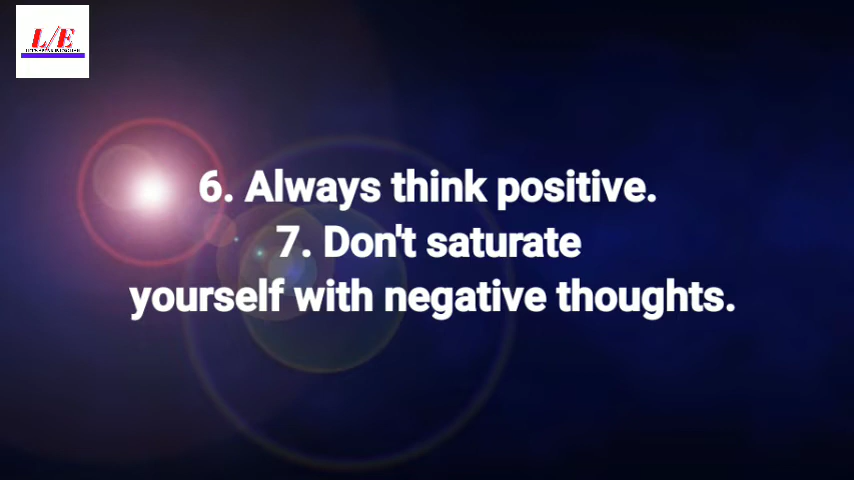 L/E
6. Always think positive.
7. Don't saturate
yourself with negative thoughts.